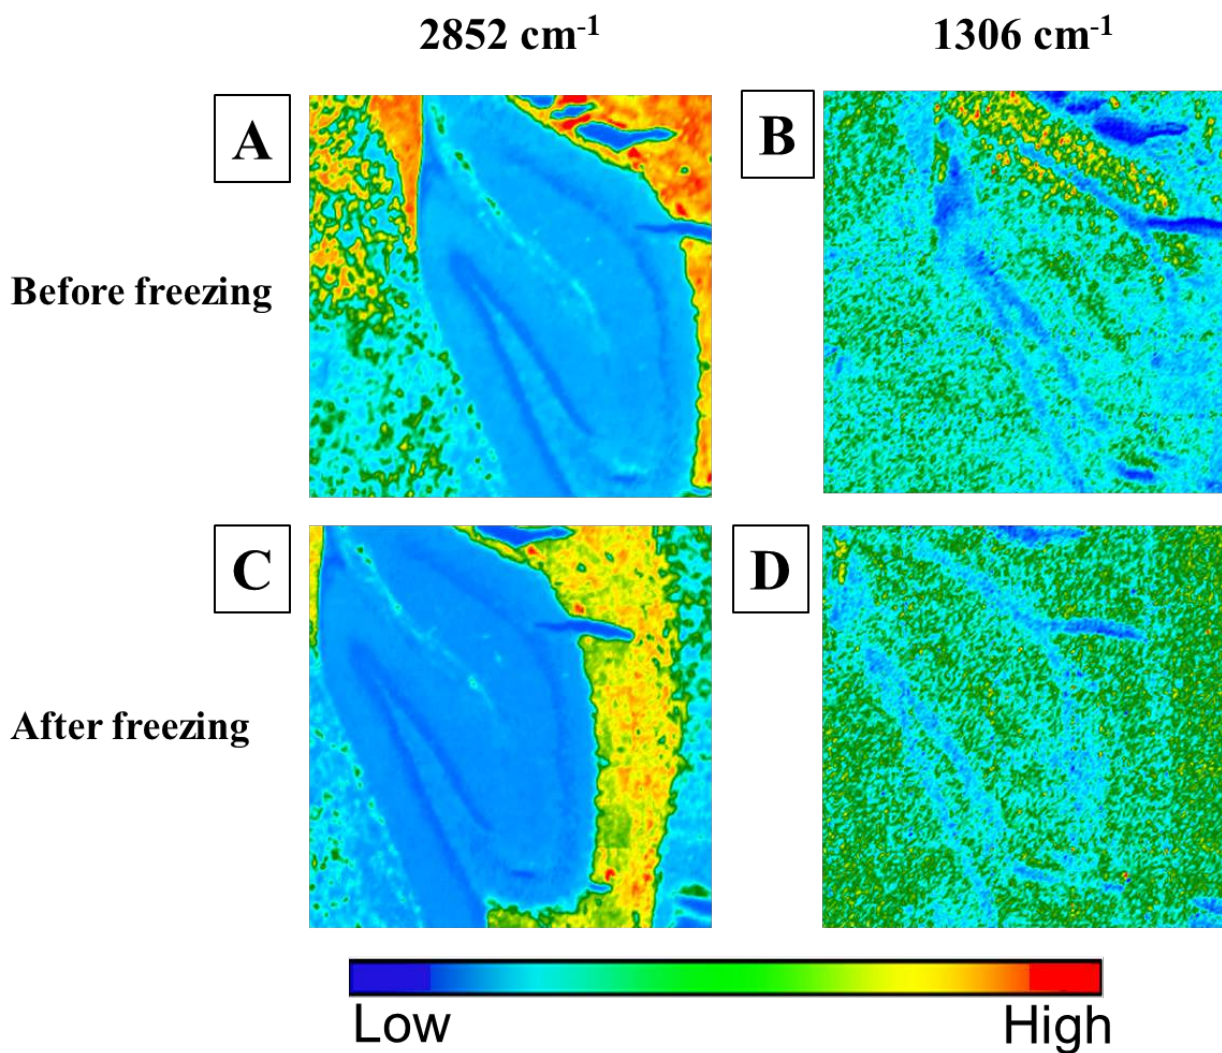 2852 cm⁻¹
1306 cm⁻¹
A
B
Before freezing
C
D
After freezing
Low
High